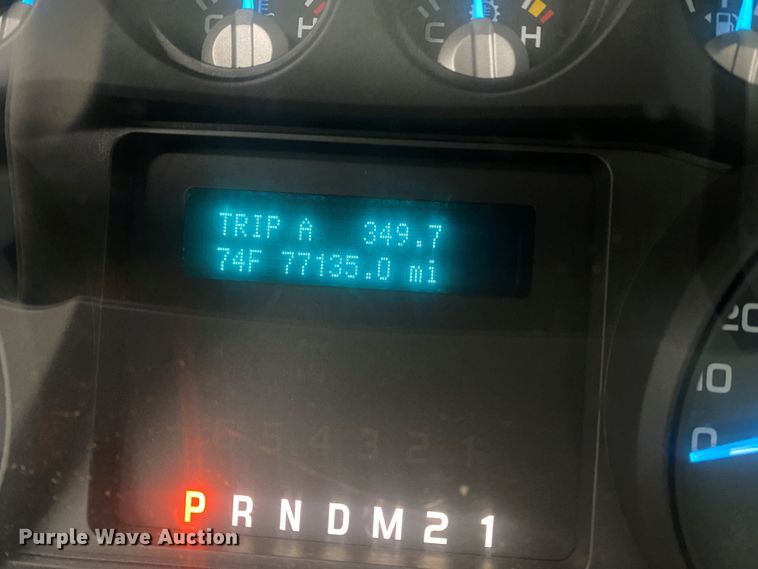 C H
C H
TRIP A 349.7
74F 77135.0 mi
20
10
0
6 5 4 3 2 1
P R N D M 2 1
Purple Wave Auction